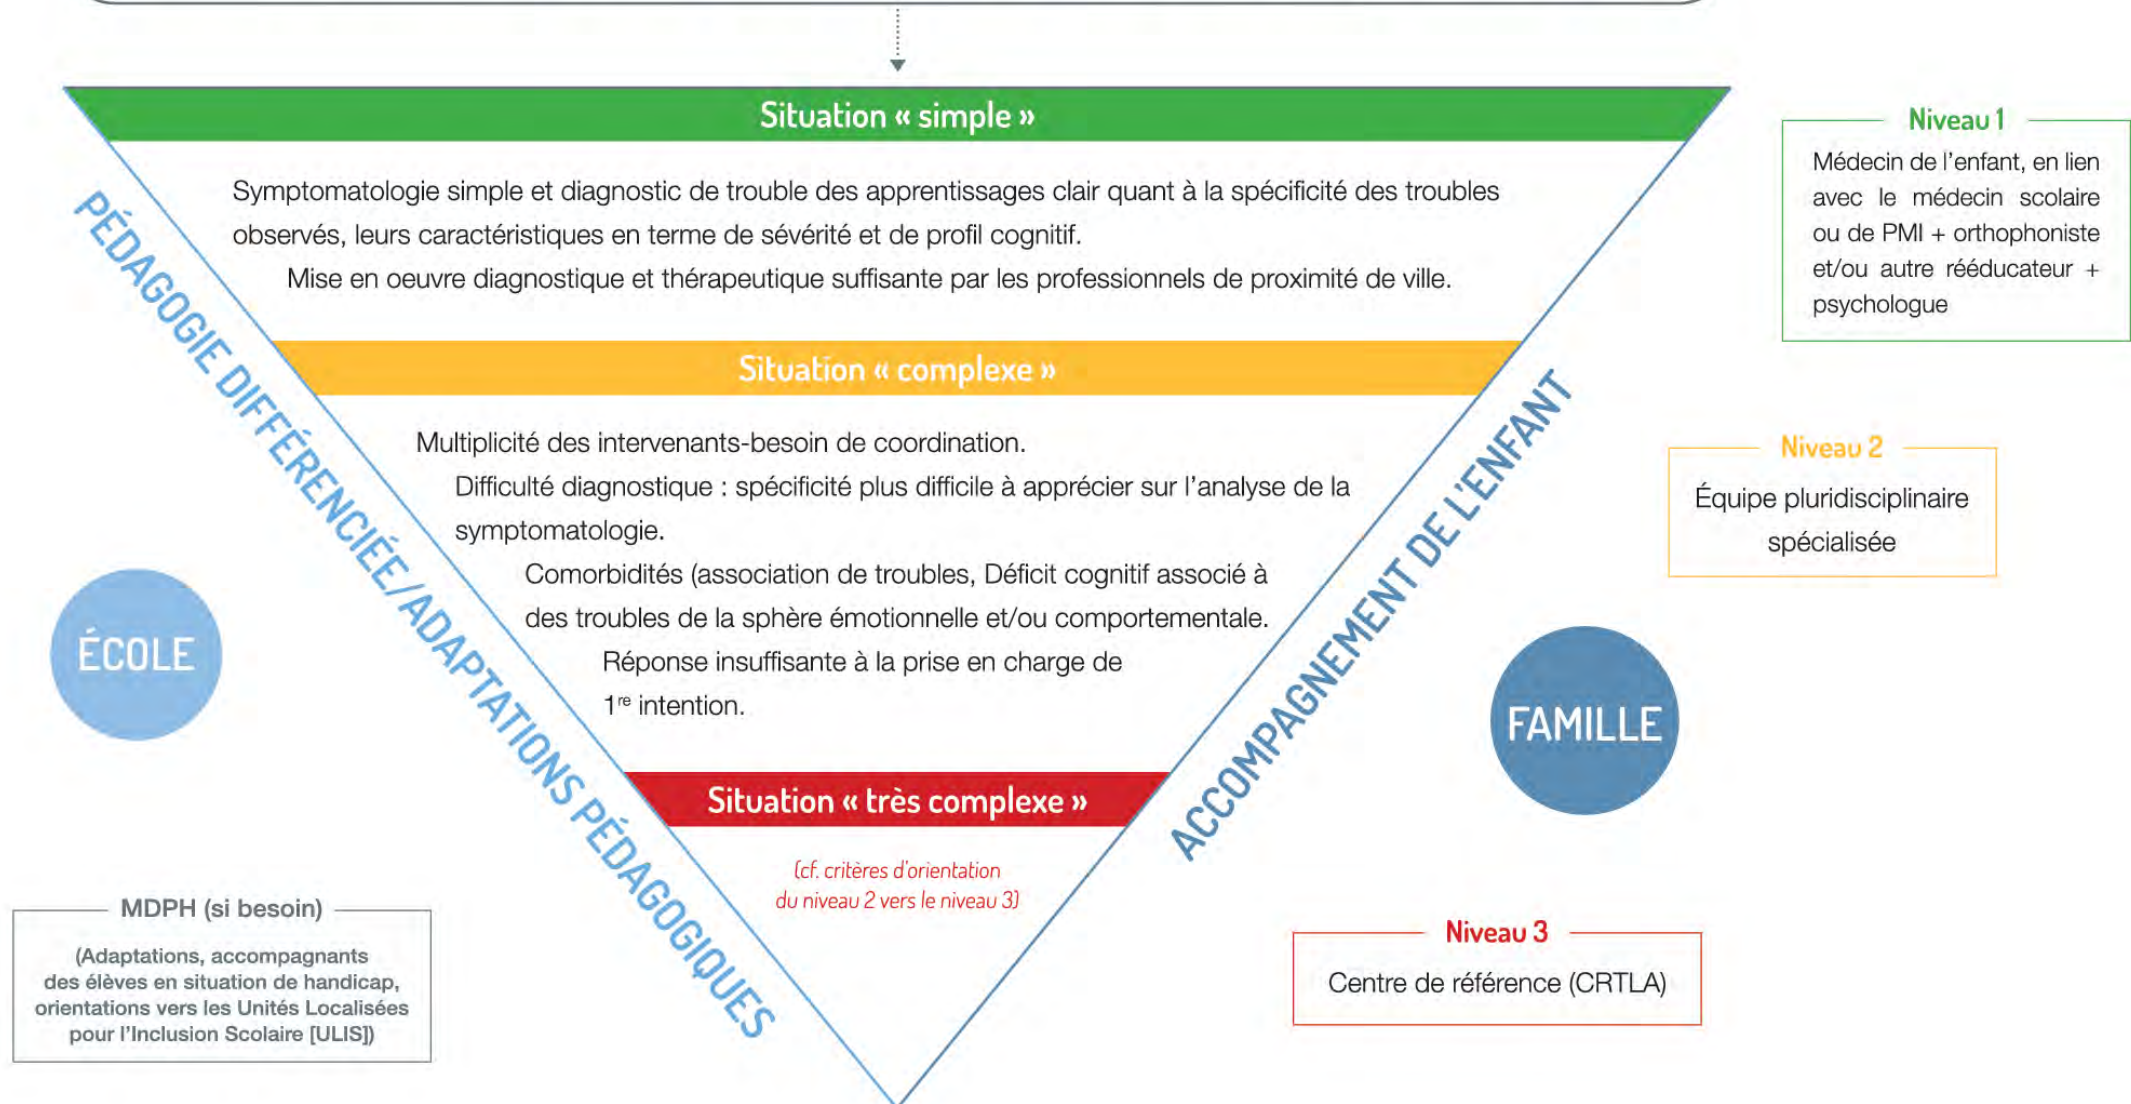 Situation « simple »
Symptomatologie simple et diagnostic de trouble des apprentissages clair quant à la spécificité des troubles
observés, leurs caractéristiques en terme de sévérité et de profil cognitif.
Mise en oeuvre diagnostique et thérapeutique suffisante par les professionnels de proximité de ville.
Niveau 1
Médecin de l'enfant, en lien
avec le médecin scolaire
ou de PMI + orthophoniste
et/ou autre rééducateur +
psychologue
Situation « complexe »
Multiplicité des intervenants-besoin de coordination.
Difficulté diagnostique : spécificité plus difficile à apprécier sur l'analyse de la
symptomatologie.
Comorbidités (association de troubles, Déficit cognitif associé à
des troubles de la sphère émotionnelle et/ou comportementale.
Réponse insuffisante à la prise en charge de
1re intention.
Niveau 2
Équipe pluridisciplinaire
spécialisée
PÉDAGOGIE DIFFÉRENCIÉE/ADAPTATIONS PÉDAGOGIQUES
ACCOMPAGNEMENT DE L'ENFANT
ÉCOLE
FAMILLE
Situation « très complexe »
(cf. critères d'orientation
du niveau 2 vers le niveau 3)
MDPH (si besoin)
(Adaptations, accompagnants
des élèves en situation de handicap,
orientations vers les Unités Localisées
pour l'Inclusion Scolaire [ULIS])
Niveau 3
Centre de référence (CRTLA)